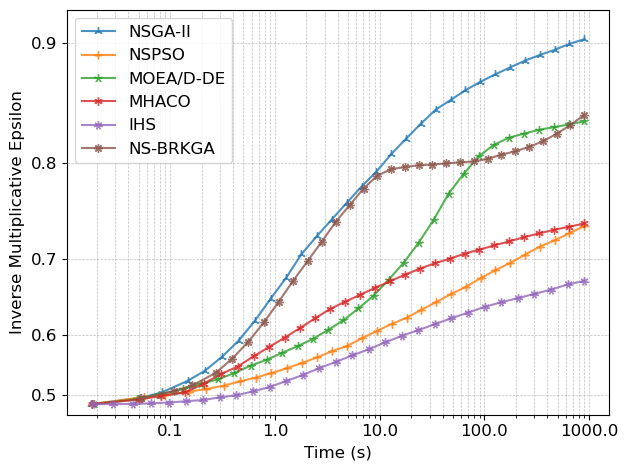 NSGA-II
NSPSO
MOEA/D-DE
MHACO
IHS
NS-BRKGA
Inverse Multiplicative Epsilon
0.9
0.8
0.7
0.6
0.5
0.1 1.0 10.0 100.0 1000.0
Time (s)